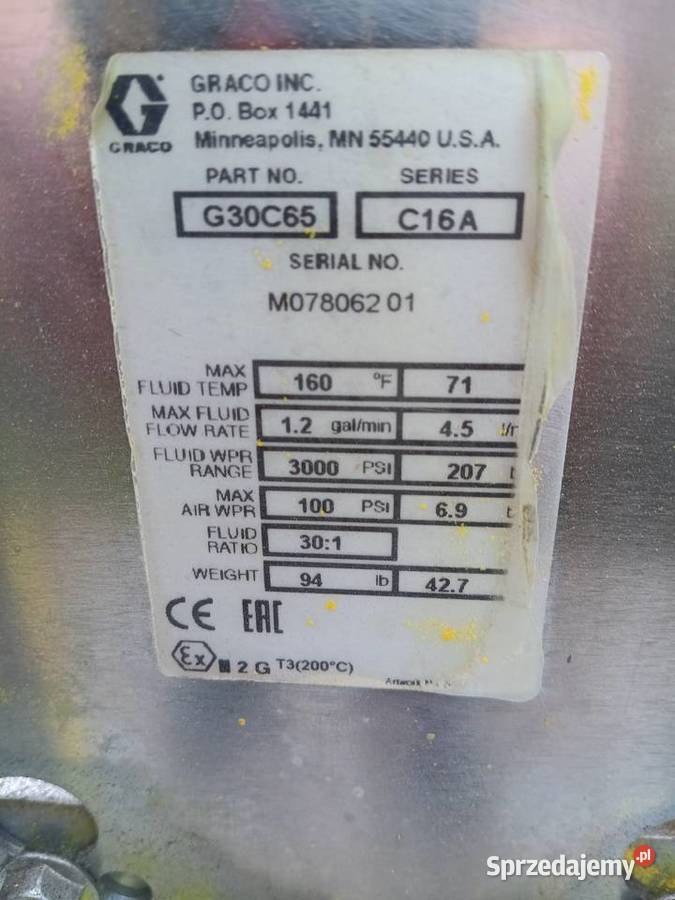 GRACO INC.
P.O. Box 1441
Minneapolis, MN 55440 U.S.A.
GRACO
PART NO. SERIES
G30C65 C16A
SERIAL NO.
M078062 01
MAX FLUID TEMP 160 °F 71
MAX FLUID FLOW RATE 1.2 gal/min 4.5
FLUID WPR RANGE 3000 PSI 207
MAX AIR WPR 100 PSI 6.9
FLUID RATIO 30:1
WEIGHT 94 lb 42.7
CE EAC
Ex 2 G T3(200°C)
Artwork
Sprzedajemy.pl